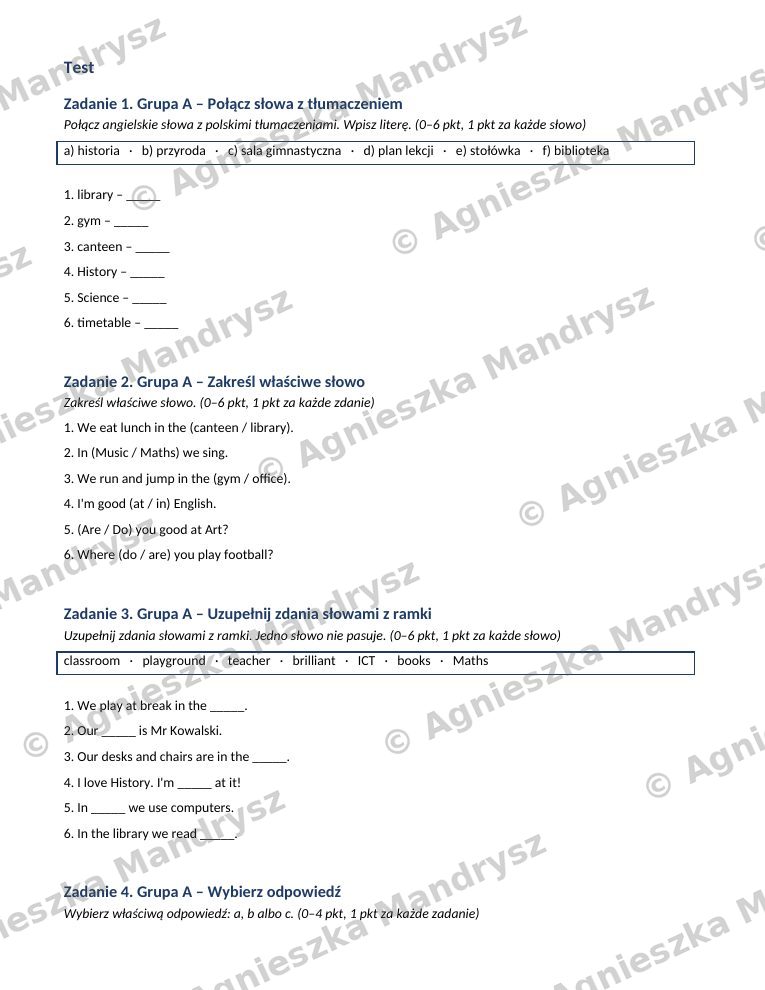 Test
Zadanie 1. Grupa A – Połącz słowa z tłumaczeniem
Połącz angielskie słowa z polskimi tłumaczeniami. Wpisz literę. (0–6 pkt, 1 pkt za każde słowo)
a) historia · b) przyroda · c) sala gimnastyczna · d) plan lekcji · e) stołówka · f) biblioteka
1. library – _____
2. gym – _____
3. canteen – _____
4. History – _____
5. Science – _____
6. timetable – _____
Zadanie 2. Grupa A – Zakreśl właściwe słowo
Zakreśl właściwe słowo. (0–6 pkt, 1 pkt za każde zdanie)
1. We eat lunch in the (canteen / library).
2. In (Music / Maths) we sing.
3. We run and jump in the (gym / office).
4. I'm good (at / in) English.
5. (Are / Do) you good at Art?
6. Where (do / are) you play football?
Zadanie 3. Grupa A – Uzupełnij zdania słowami z ramki
Uzupełnij zdania słowami z ramki. Jedno słowo nie pasuje. (0–6 pkt, 1 pkt za każde słowo)
classroom · playground · teacher · brilliant · ICT · books · Maths
1. We play at break in the _____.
2. Our _____ is Mr Kowalski.
3. Our desks and chairs are in the _____.
4. I love History. I'm _____ at it!
5. In _____ we use computers.
6. In the library we read _____.
Zadanie 4. Grupa A – Wybierz odpowiedź
Wybierz właściwą odpowiedź: a, b albo c. (0–4 pkt, 1 pkt za każde zadanie)
© Agnieszka Mandrysz